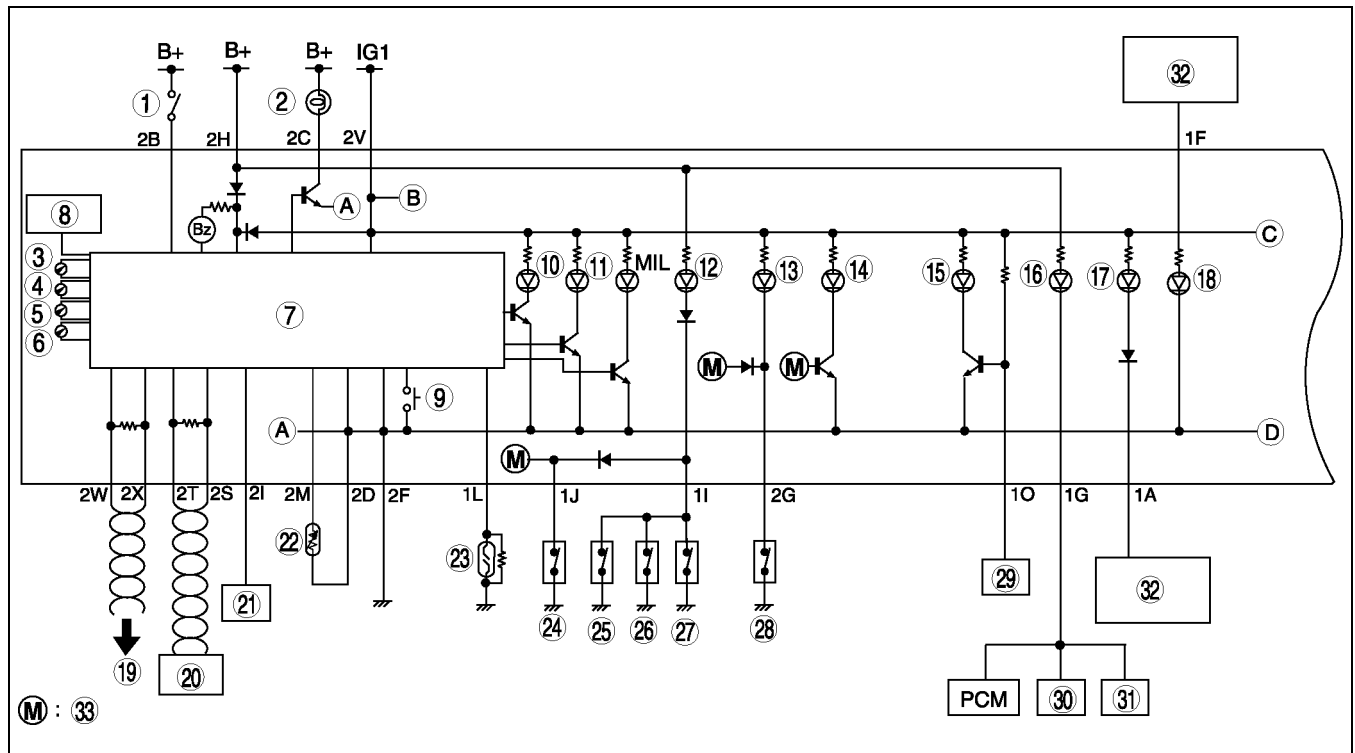 B+ B+ B+ IG1
① ② ㉜
2B 2H 2C 2V 1F
Ⓐ Ⓑ
⑧ Bz Ⓒ
③ ④ ⑤ ⑥ ⑦
⑩ ⑪ MIL ⑫ ⑬ ⑭ ⑮ ⑯ ⑰ ⑱
M M
⑨
Ⓐ Ⓓ
M
2W 2X 2T 2S 2I 2M 2D 2F 1L 1J 1I 2G 1O 1G 1A
㉒ ㉓
㉑ ㉙ ㉜
㉔ ㉕ ㉖ ㉗ ㉘
⑲ ⑳
PCM ㉚ ㉛
M : ㉝